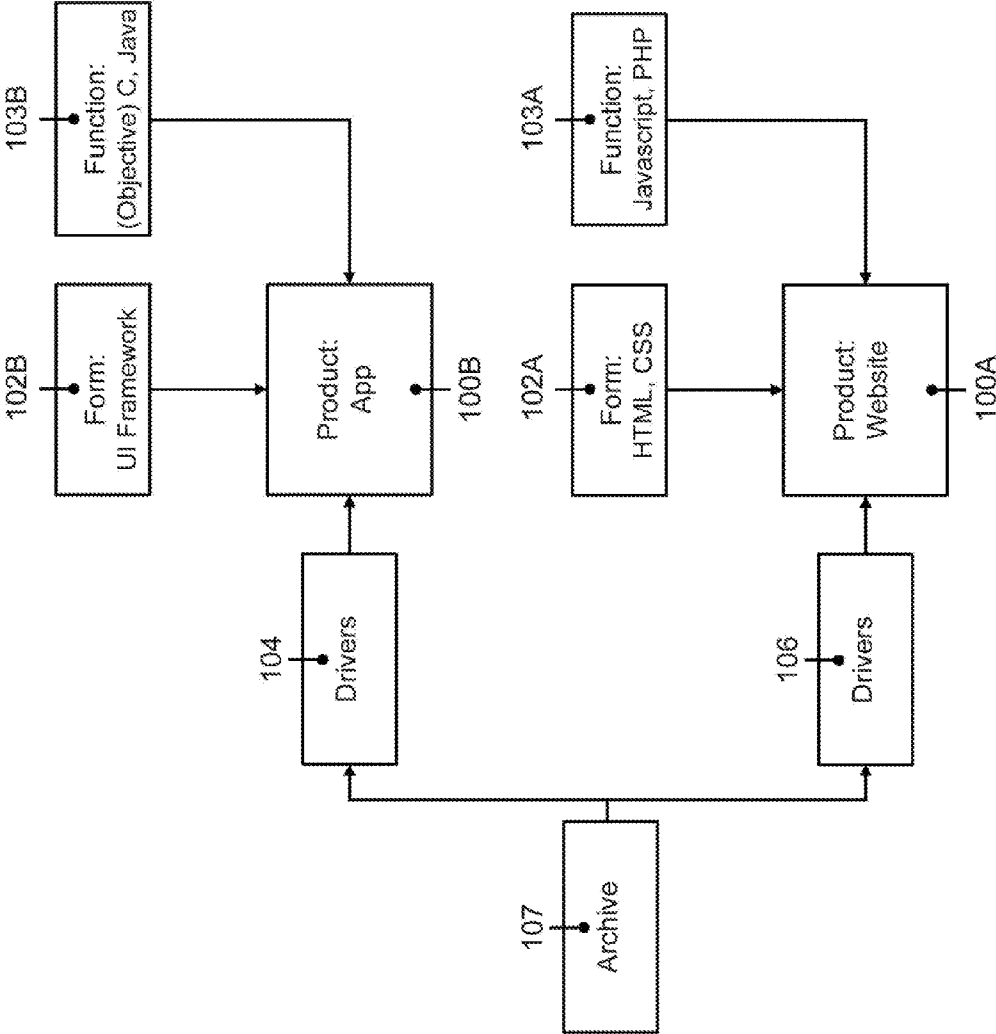 102B
Form:
UI Framework
103B
Function:
(Objective) C, Java
104
Drivers
Product:
App
100B
107
Archive
102A
Form:
HTML, CSS
103A
Function:
Javascript, PHP
106
Drivers
Product:
Website
100A